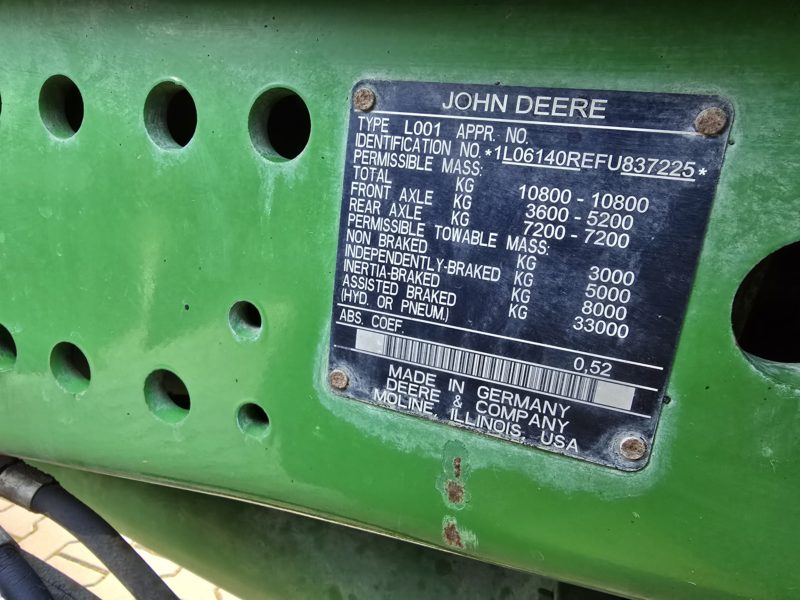 JOHN DEERE
TYPE L001 APPR. NO.
IDENTIFICATION NO. *1L06140REFU837225*
PERMISSIBLE MASS:
TOTAL KG 10800 - 10800
FRONT AXLE KG 3600 - 5200
REAR AXLE KG 7200 - 7200
PERMISSIBLE TOWABLE MASS:
NON BRAKED KG 3000
INDEPENDENTLY-BRAKED KG 5000
INERTIA-BRAKED KG 8000
ASSISTED BRAKED KG 33000
(HYD. OR PNEUM.)
ABS. COEF. 0,52
MADE IN GERMANY
DEERE & COMPANY
MOLINE, ILLINOIS, USA